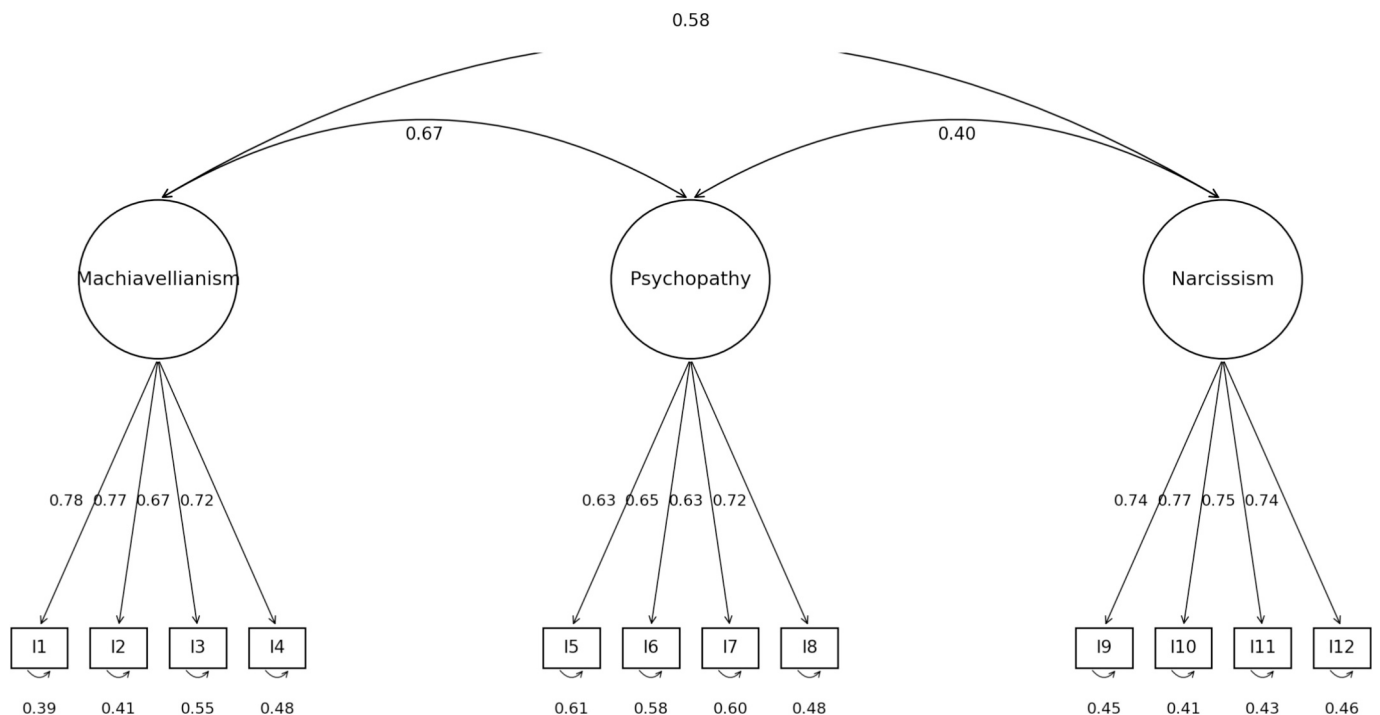 0.58
0.67
0.40
Machiavellianism
Psychopathy
Narcissism
0.78 0.77 0.67 0.72
0.63 0.65 0.63 0.72
0.74 0.77 0.75 0.74
I1 I2 I3 I4
I5 I6 I7 I8
I9 I10 I11 I12
0.39 0.41 0.55 0.48
0.61 0.58 0.60 0.48
0.45 0.41 0.43 0.46